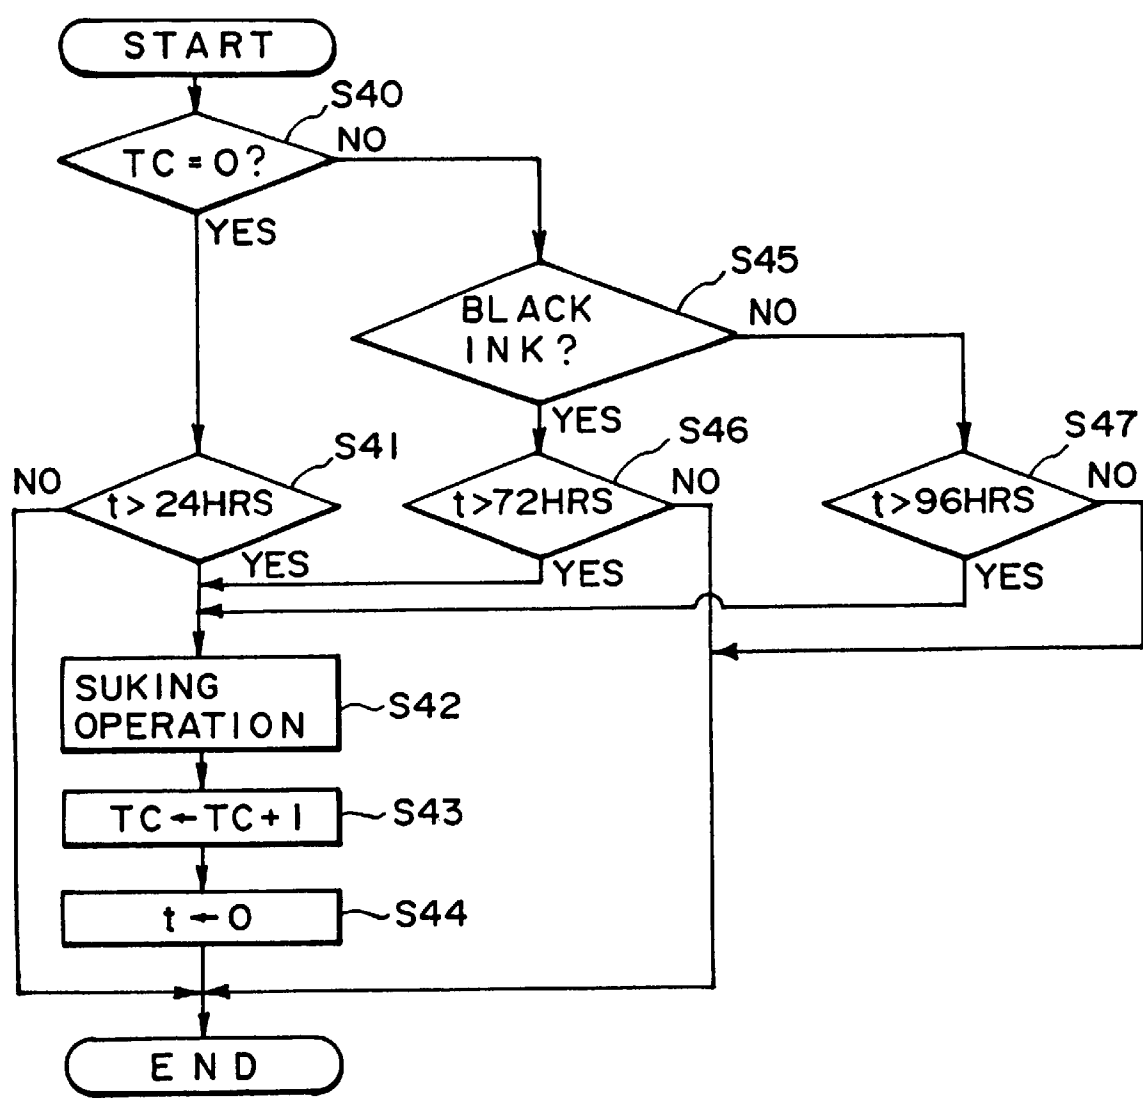 START
S40
TC=0?
NO
YES
S45
BLACK
INK?
NO
YES
S41
NO
t>24HRS
YES
S46
t>72HRS
NO
YES
S47
t>96HRS
NO
YES
SUKING
OPERATION
S42
TC←TC+1
S43
t←0
S44
END